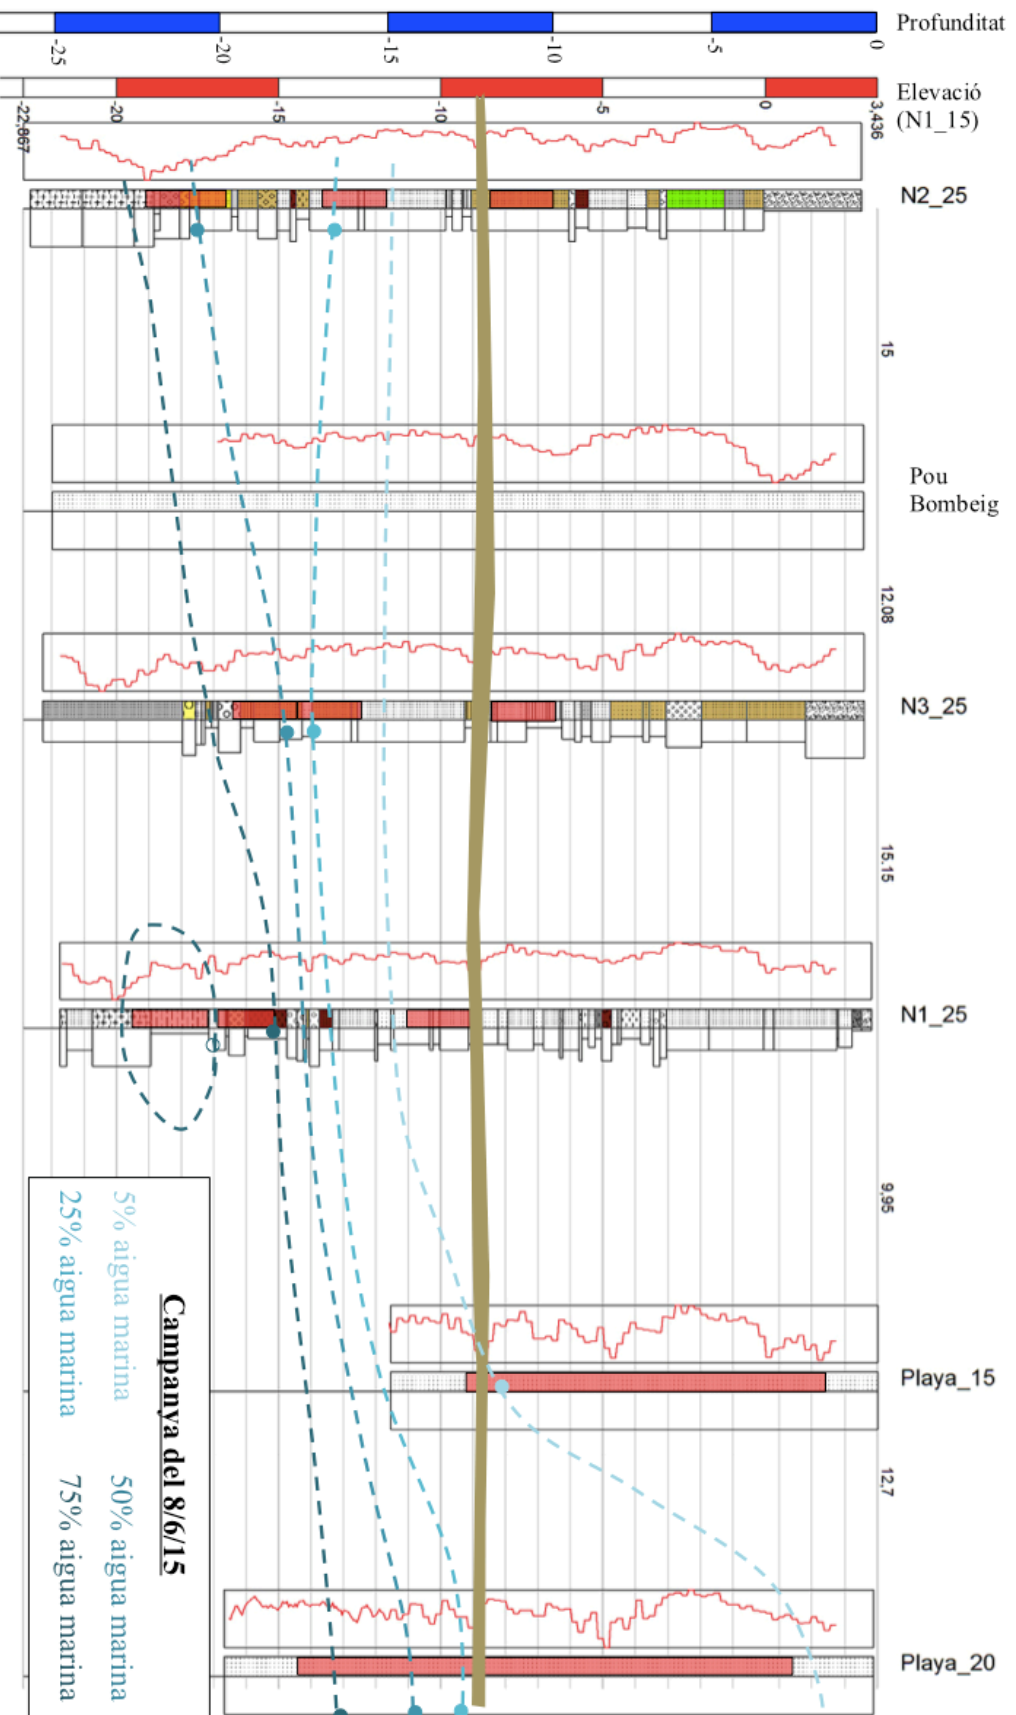 Profunditat
0
-5
-10
-15
-20
-25
Elevació
(N1_15)
3,436
0
-5
-10
-15
-20
-22,867
N2_25
15
Pou
Bombeig
12.08
N3_25
15.15
N1_25
9,95
Playa_15
12,7
Playa_20
Campanya del 8/6/15
5% aigua marina
50% aigua marina
25% aigua marina
75% aigua marina